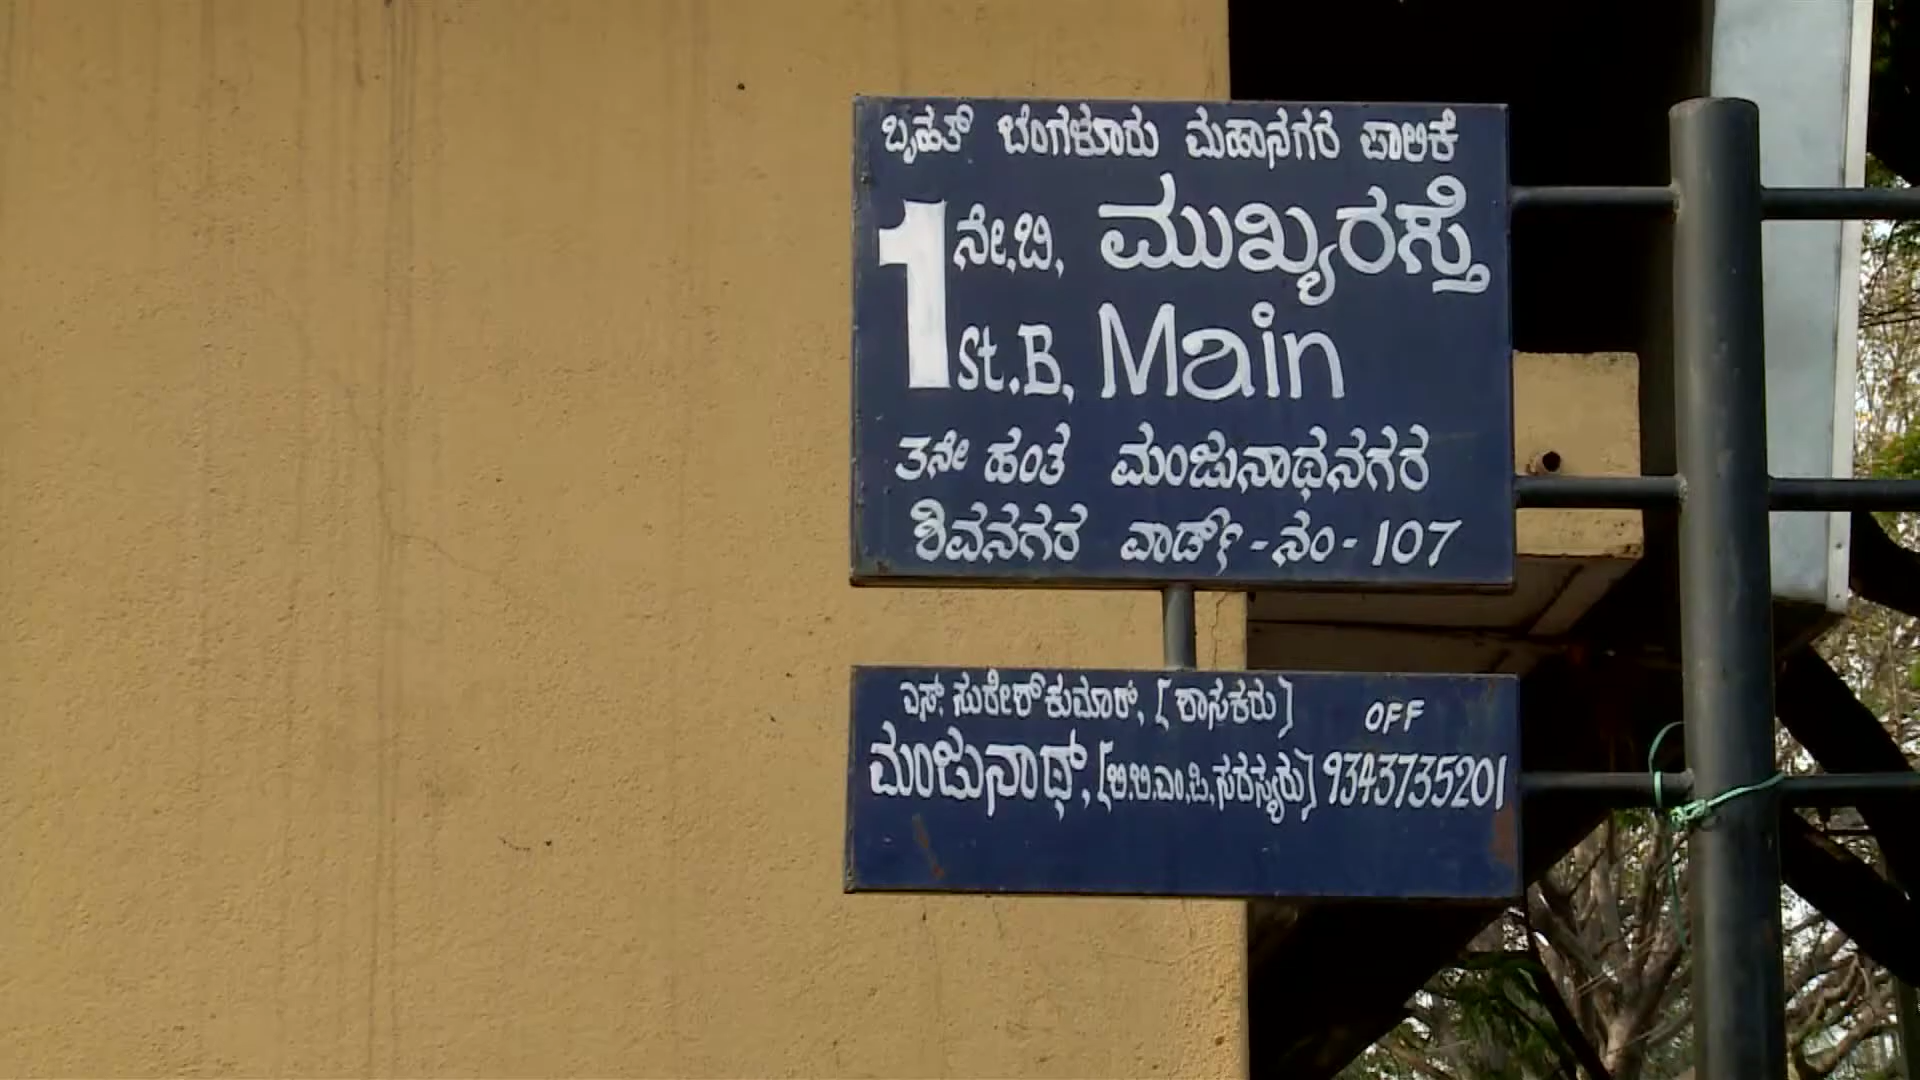 ಬೃಹತ್ ಬೆಂಗಳೂರು ಮಹಾನಗರ ಪಾಲಿಕೆ
1ನೇ.ಬಿ, ಮುಖ್ಯರಸ್ತೆ
1St.B, Main
3ನೇ ಹಂತ ಮಂಜುನಾಥನಗರ
ಶಿವನಗರ ವಾರ್ಡ್-ನಂ-107
ಎಸ್. ಸುರೇಶ್‌ಕುಮಾರ್, [ಶಾಸಕರು] OFF
ಮಂಜುನಾಥ್, [ಬಿ.ಬಿ.ಎಂ.ಪಿ, ಸದಸ್ಯರು] 9343735201